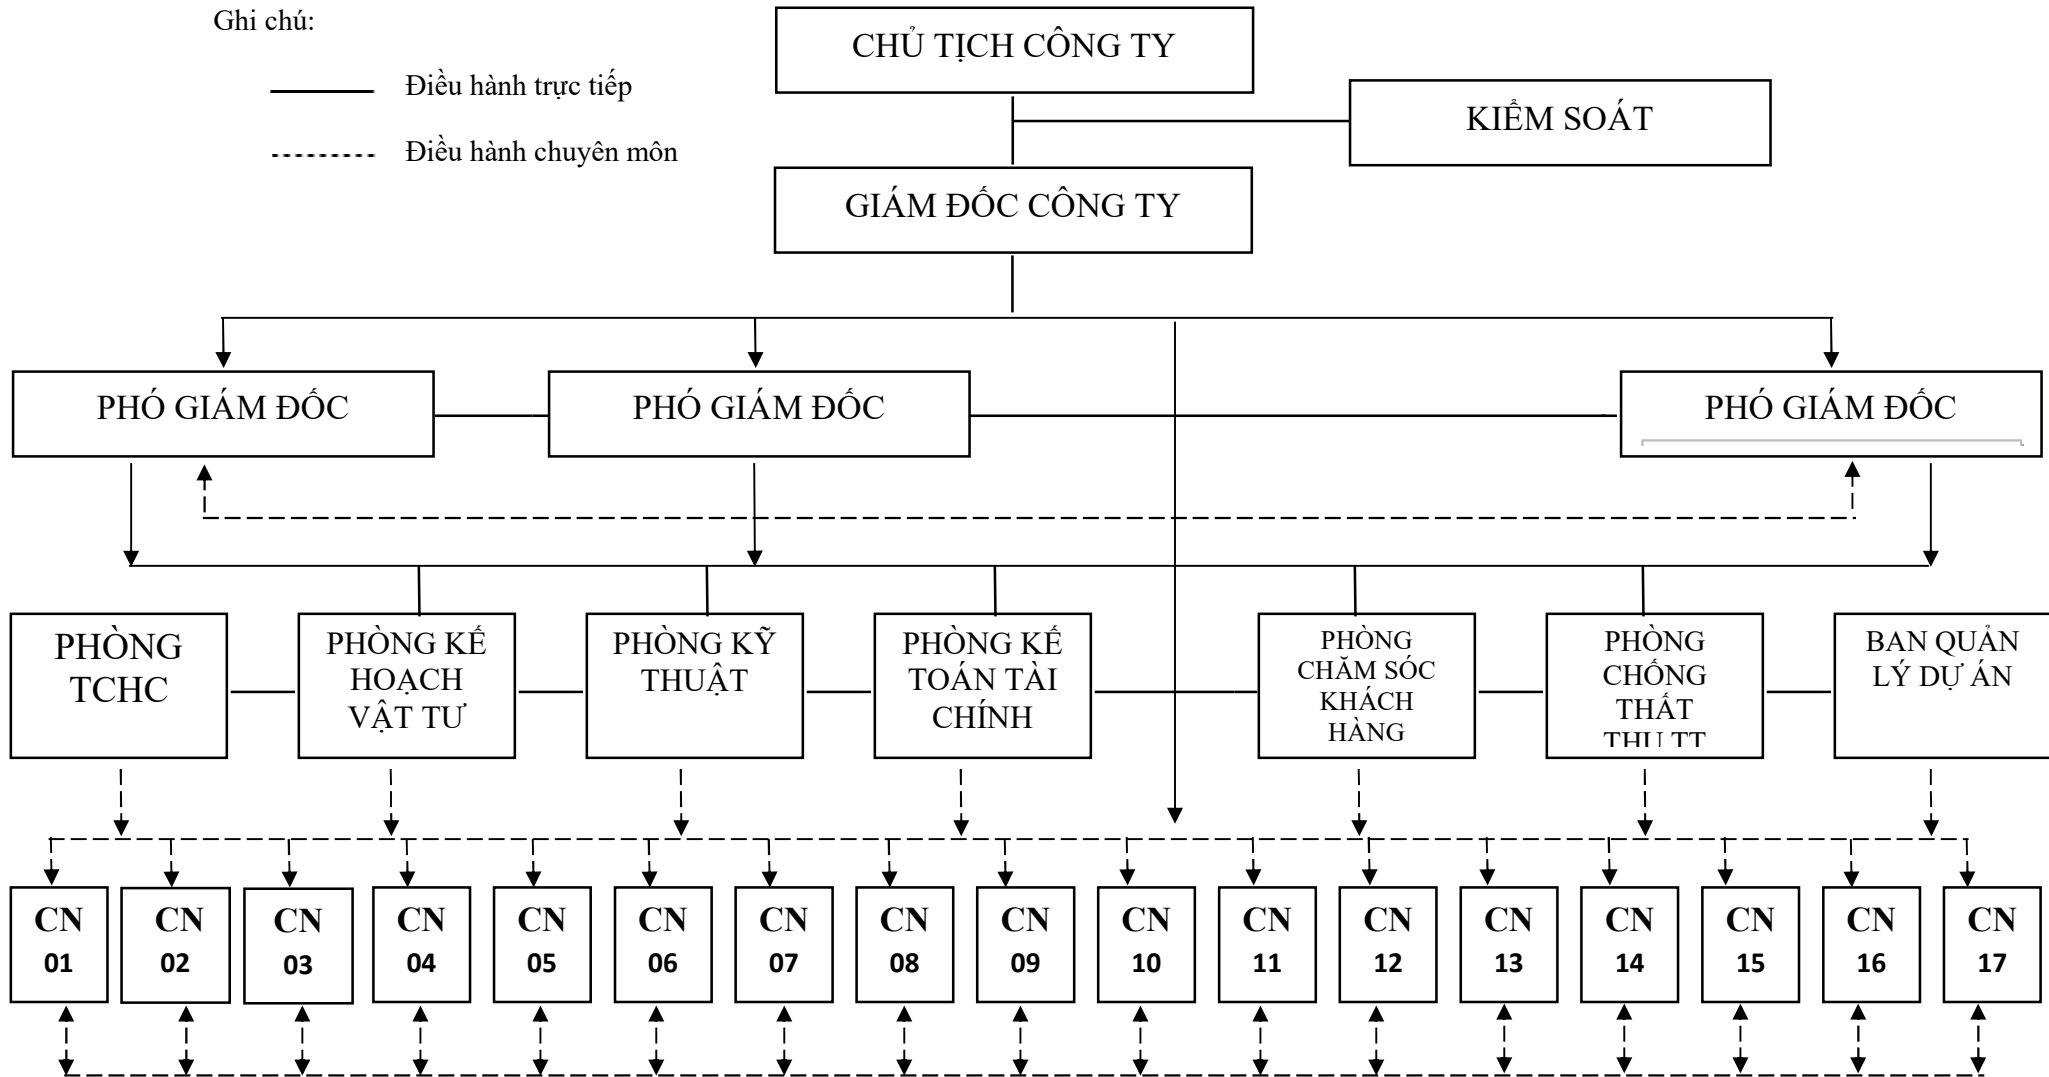 Ghi chú:
Điều hành trực tiếp
Điều hành chuyên môn
CHỦ TỊCH CÔNG TY
KIỂM SOÁT
GIÁM ĐỐC CÔNG TY
PHÓ GIÁM ĐỐC
PHÓ GIÁM ĐỐC
PHÓ GIÁM ĐỐC
PHÒNG
TCHC
PHÒNG KẾ
HOẠCH
VẬT TƯ
PHÒNG KỸ
THUẬT
PHÒNG KẾ
TOÁN TÀI
CHÍNH
PHÒNG
CHĂM SÓC
KHÁCH
HÀNG
PHÒNG
CHỐNG
THẤT
THU TT
BAN QUẢN
LÝ DỰ ÁN
CN
01
CN
02
CN
03
CN
04
CN
05
CN
06
CN
07
CN
08
CN
09
CN
10
CN
11
CN
12
CN
13
CN
14
CN
15
CN
16
CN
17